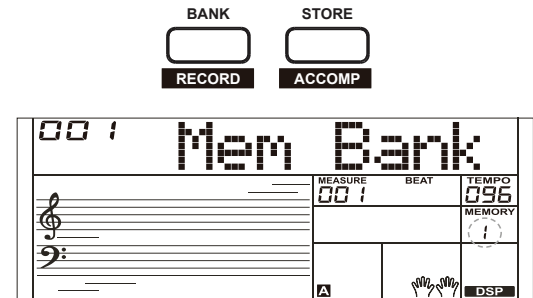 BANK STORE
RECORD ACCOMP
001 Mem Bank
MEASURE BEAT TEMPO
001 096
MEMORY
1
A DSP